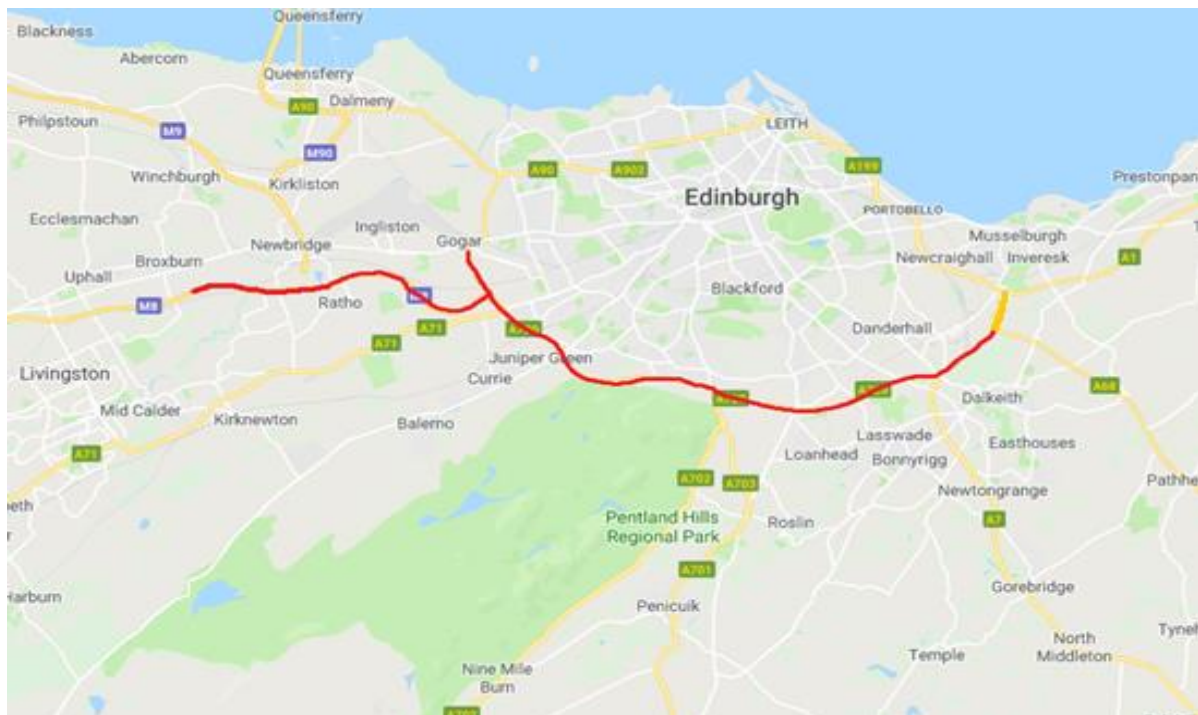 Queensferry
Blackness
Abercorn
Queensferry
A90
Dalmeny
Philpstoun
M9
LEITH
M90
A90
A902
A199
Winchburgh
Kirkliston
Prestonpan
Edinburgh
Ecclesmachan
PORTOBELLO
Ingliston
Gogar
Musselburgh
Newbridge
Newcraighall
Inveresk
A1
Broxburn
Uphall
M8
Ratho
Blackford
A71
Danderhall
A71
Juniper Green
Livingston
Currie
A68
Mid Calder
Dalkeith
Kirknewton
Balerno
Lasswade
Easthouses
Loanhead
Bonnyrigg
A71
A702
A703
Pathhe
Newtongrange
eth
Pentland Hills
Regional Park
Roslin
A7
A701
Harburn
Gorebridge
Penicuik
Tyneh
North
Middleton
Temple
Nine Mile
Burn
A702